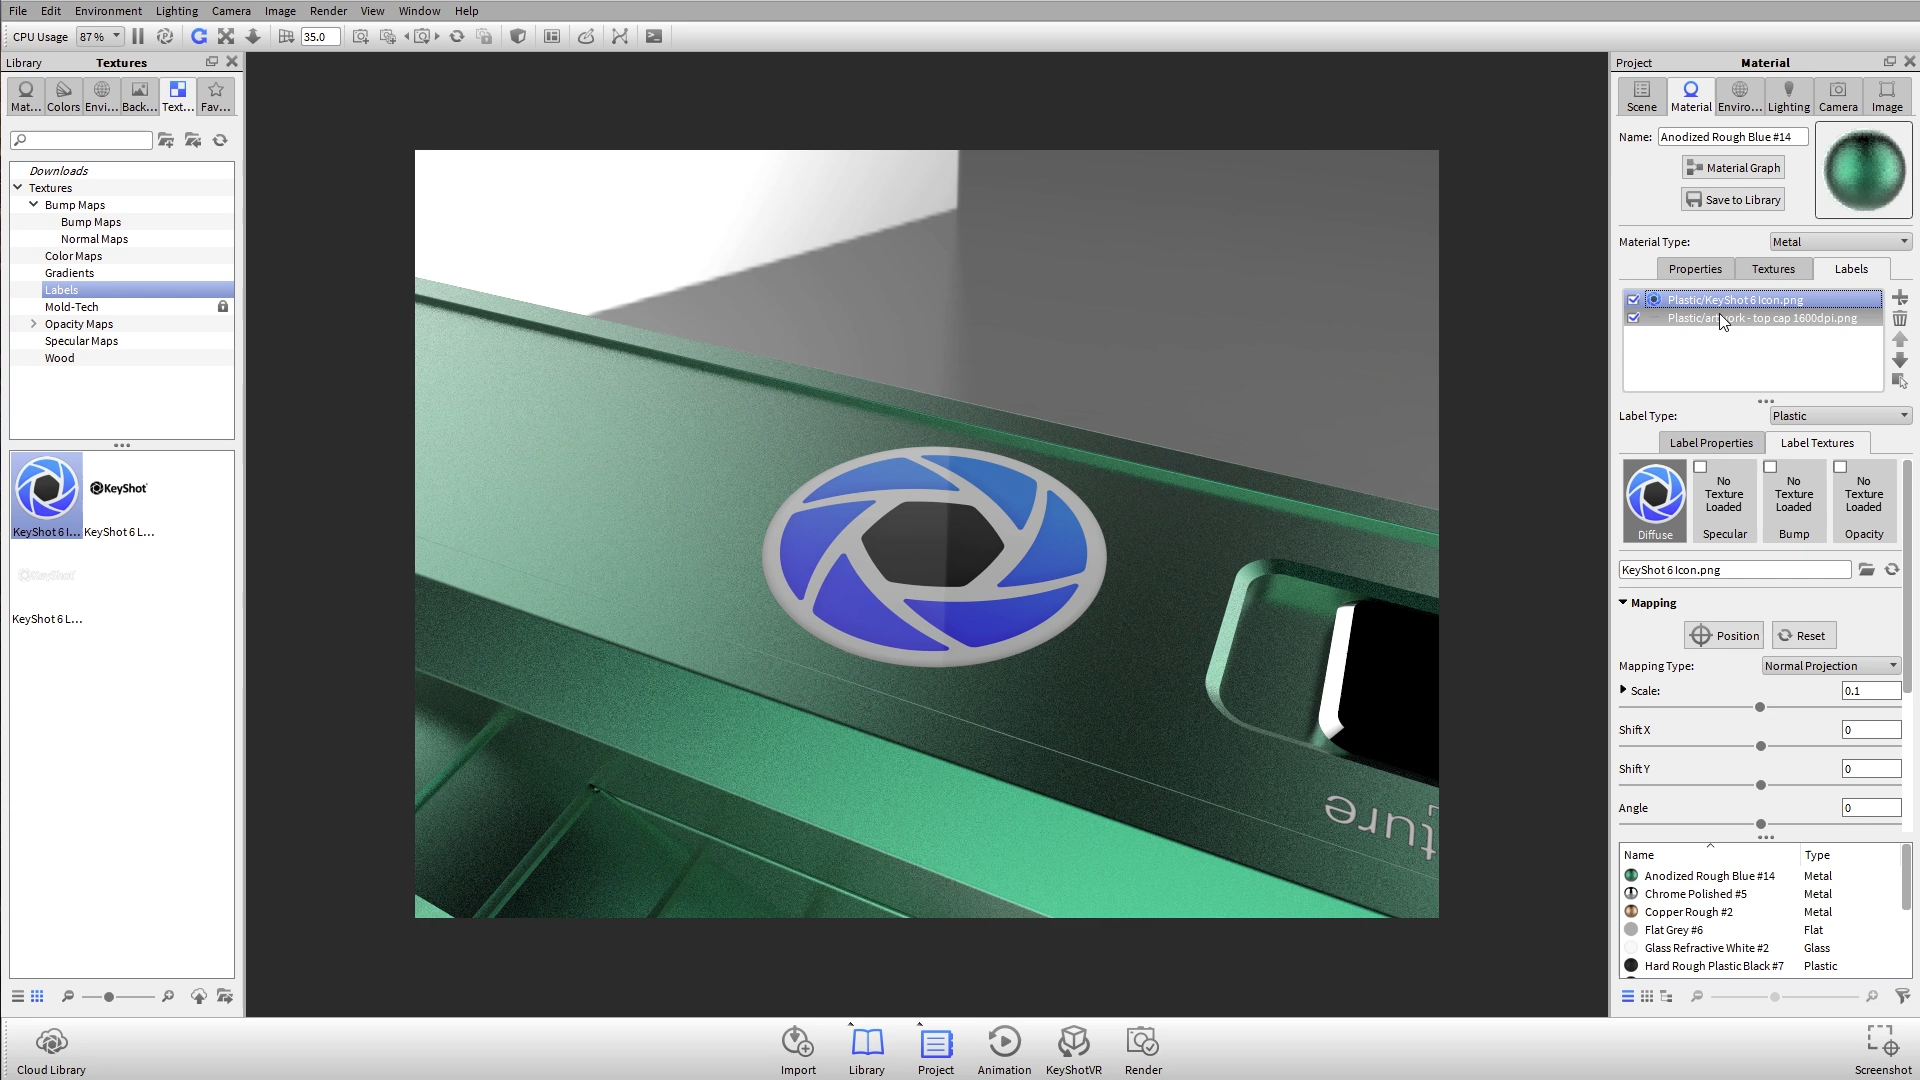 File Edit Environment Lighting Camera Image Render View Window Help
CPU Usage 87 % 35.0
Library Textures
Mat... Colors Envi... Back... Text... Fav...
Downloads
Textures
Bump Maps
Bump Maps
Normal Maps
Color Maps
Gradients
Labels
Mold-Tech
Opacity Maps
Specular Maps
Wood
KeyShot
KeyShot 6 I... KeyShot 6 L...
KeyShot
KeyShot 6 L...
ture
Project Material
Scene Material Enviro... Lighting Camera Image
Name: Anodized Rough Blue #14
Material Graph
Save to Library
Material Type: Metal
Properties Textures Labels
Plastic/KeyShot 6 Icon.png
Plastic/artwork - top cap 1600dpi.png
Label Type: Plastic
Label Properties Label Textures
No Texture Loaded No Texture Loaded No Texture Loaded
Diffuse Specular Bump Opacity
KeyShot 6 Icon.png
Mapping
Position Reset
Mapping Type: Normal Projection
Scale: 0.1
Shift X 0
Shift Y 0
Angle 0
Name Type
Anodized Rough Blue #14 Metal
Chrome Polished #5 Metal
Copper Rough #2 Metal
Flat Grey #6 Flat
Glass Refractive White #2 Glass
Hard Rough Plastic Black #7 Plastic
Cloud Library Import Library Project Animation KeyShotVR Render Screenshot